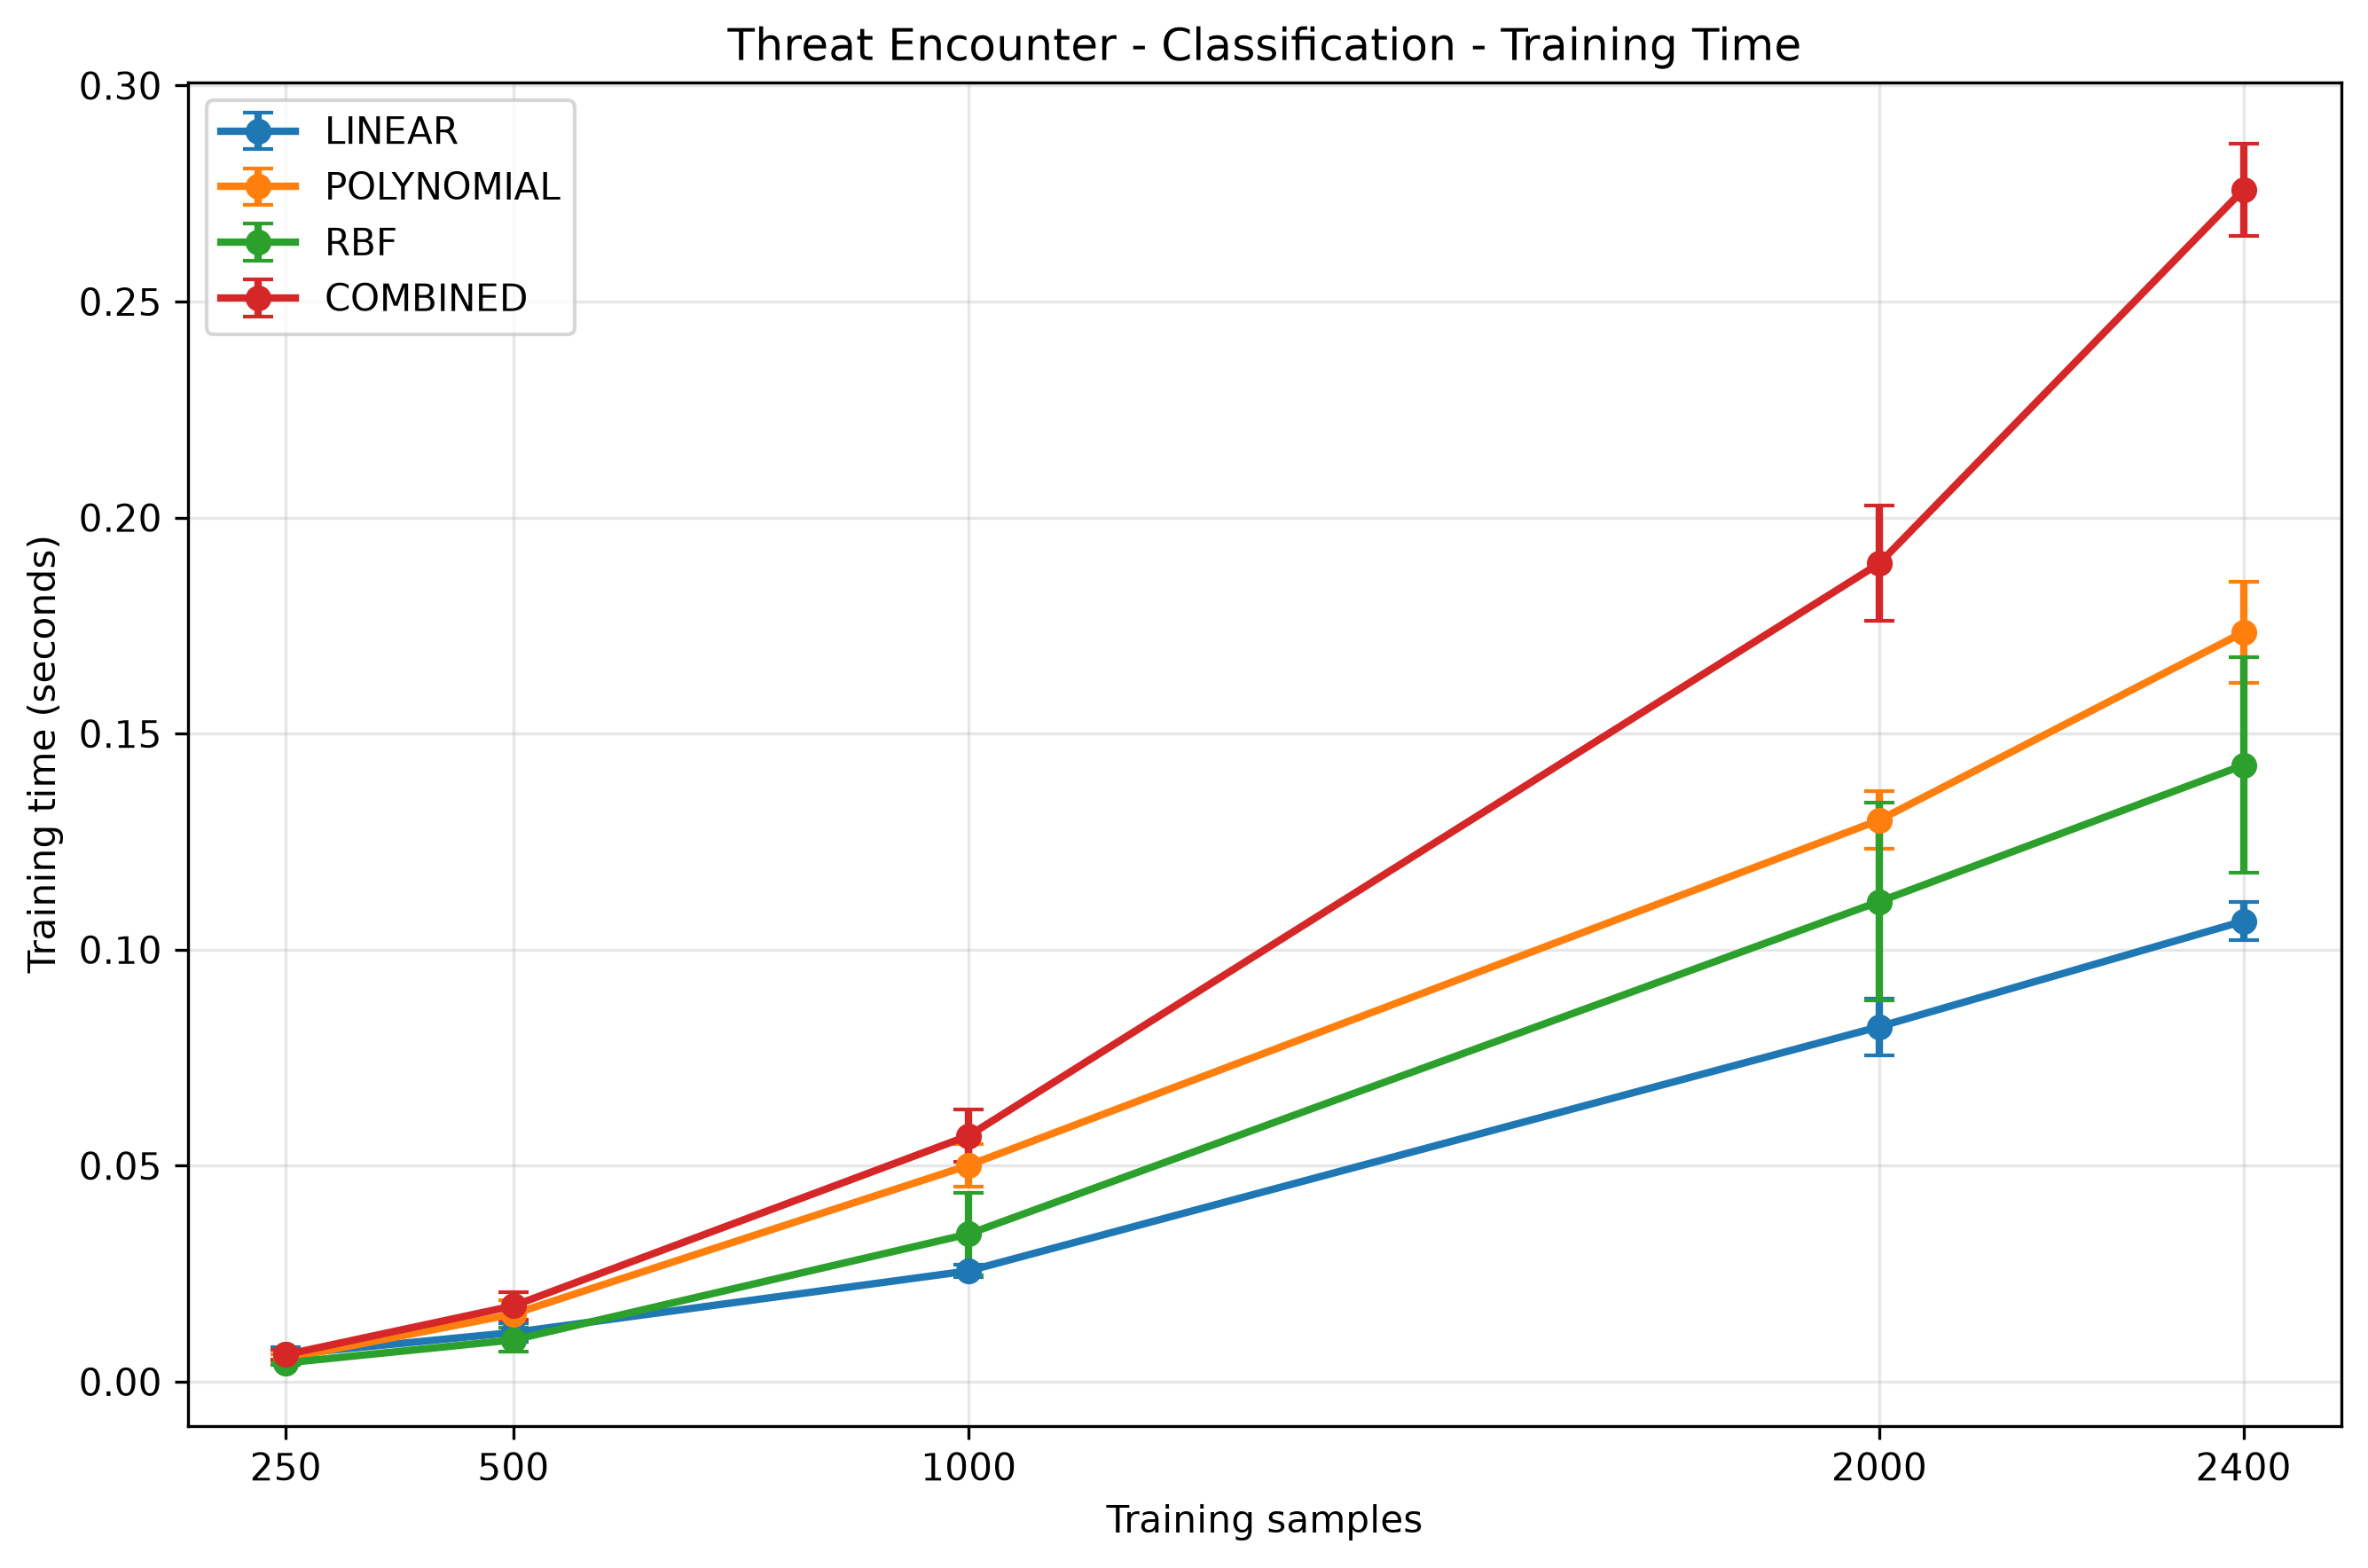 Threat Encounter - Classification - Training Time
LINEAR
POLYNOMIAL
RBF
COMBINED
Training time (seconds)
0.30
0.25
0.20
0.15
0.10
0.05
0.00
250 500 1000 2000 2400
Training samples